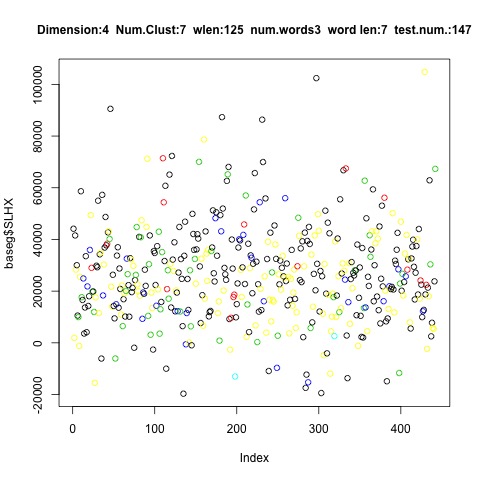 Dimension:4 Num.Clust:7 wlen:125 num.words3 word len:7 test.num.:147
100000
80000
60000
40000
20000
0
-20000
baseg$SLHX
0 100 200 300 400
Index